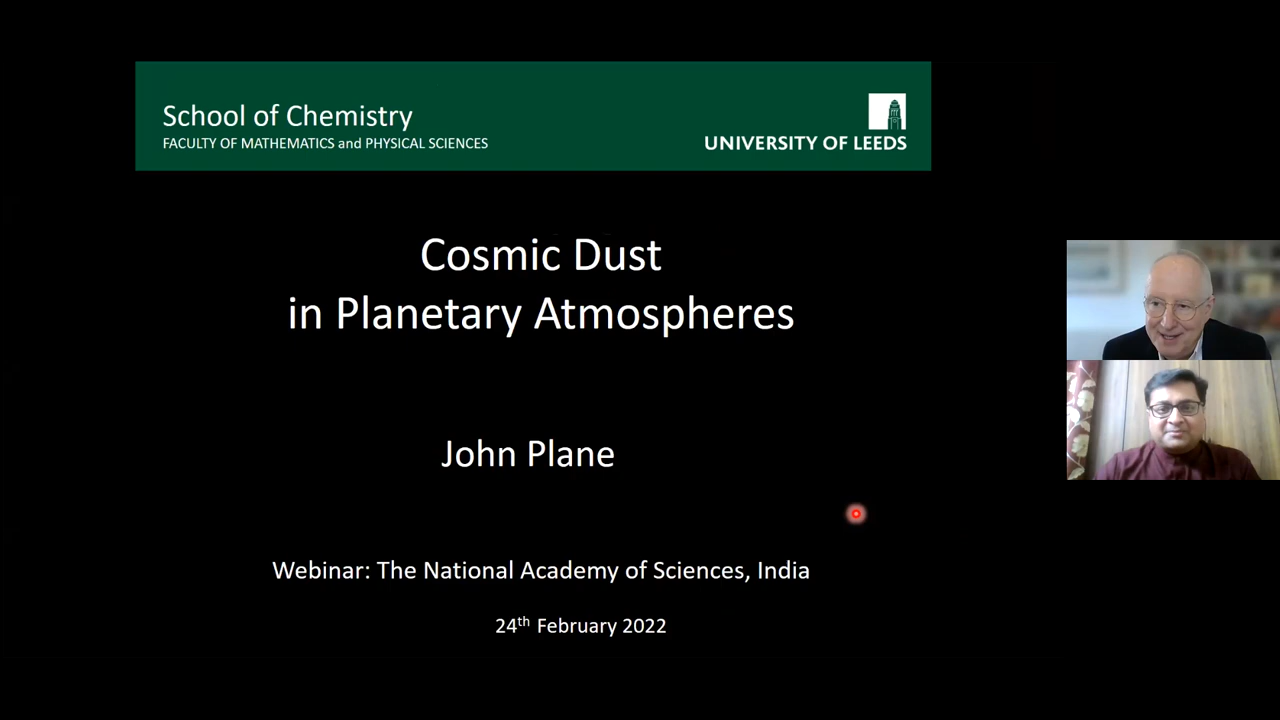 School of Chemistry
FACULTY OF MATHEMATICS and PHYSICAL SCIENCES
UNIVERSITY OF LEEDS
Cosmic Dust
in Planetary Atmospheres
John Plane
Webinar: The National Academy of Sciences, India
24th February 2022